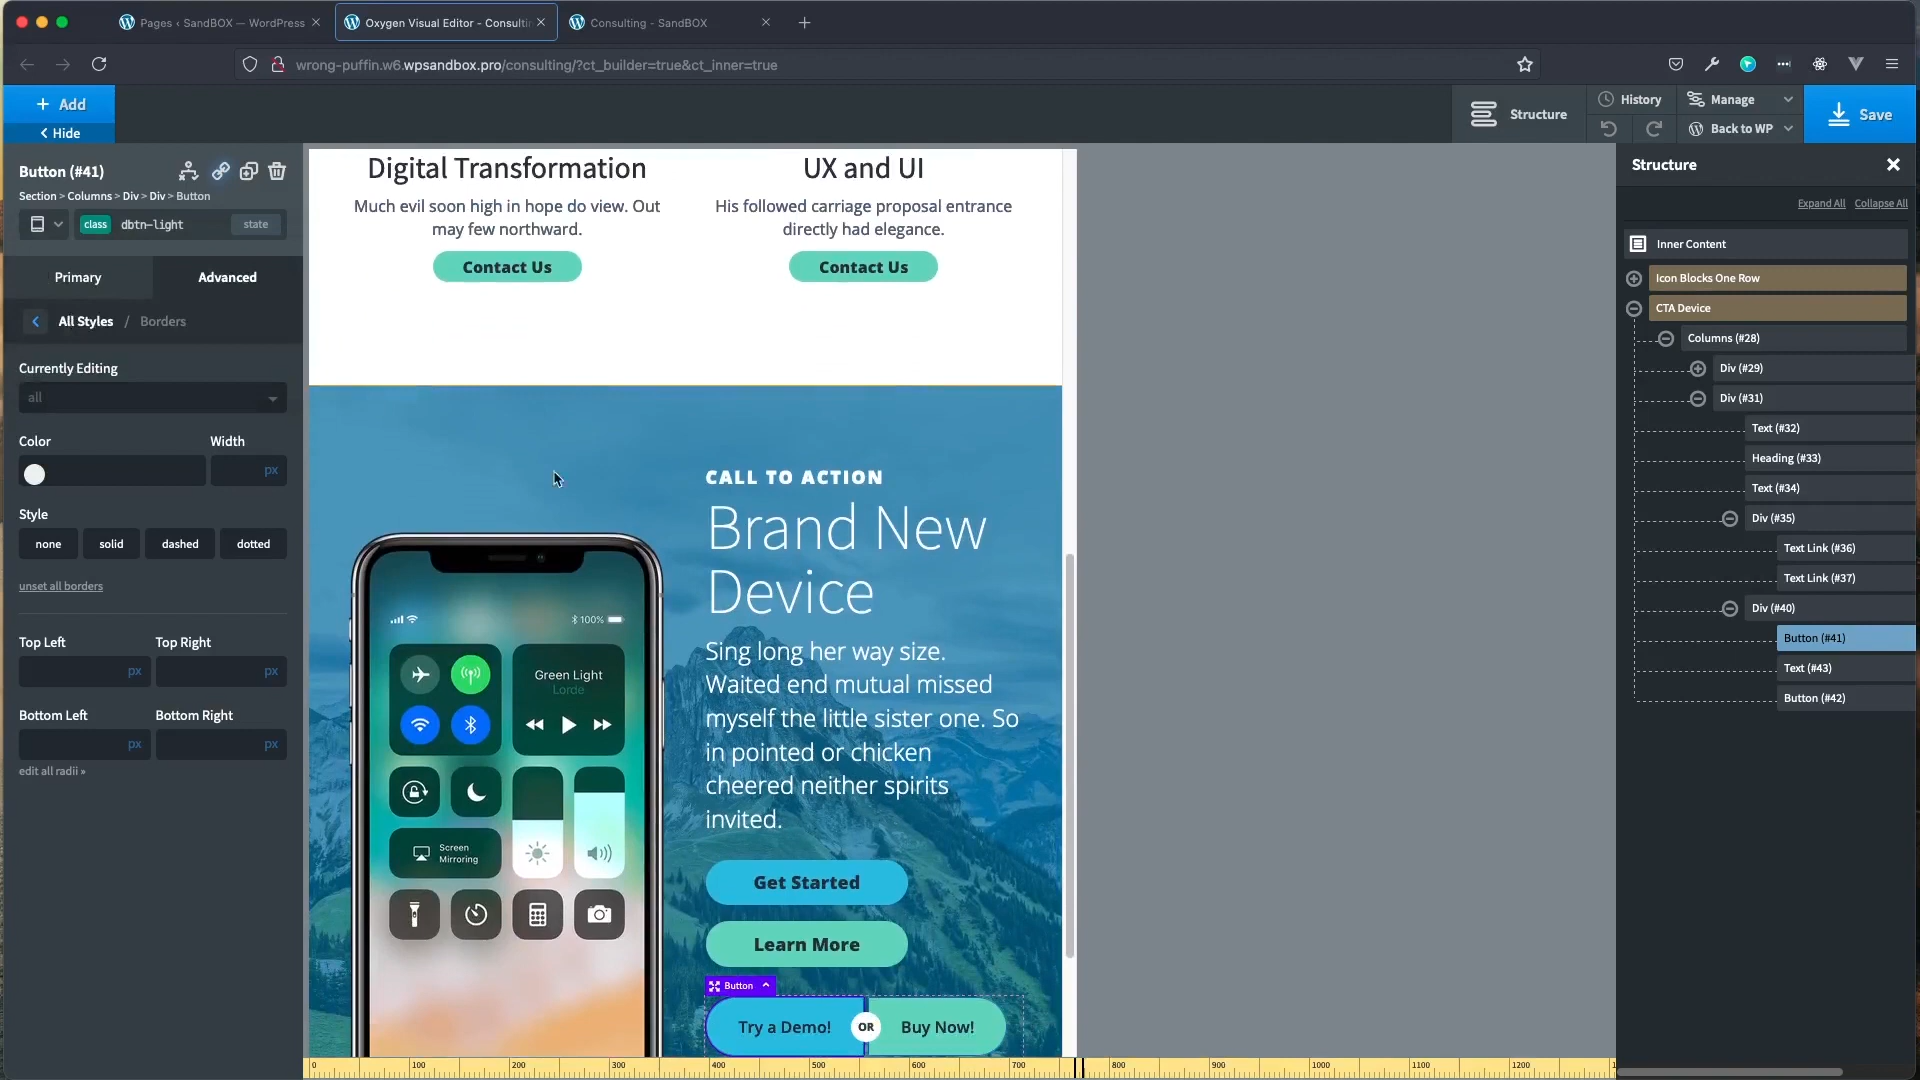 Pages ‹ SandBOX — WordPress
Oxygen Visual Editor - Consulti
Consulting - SandBOX
wrong-puffin.w6.wpsandbox.pro/consulting/?ct_builder=true&ct_inner=true
Add
Hide
Structure
History
Manage
Back to WP
Save
Button (#41)
Section > Columns > Div > Div > Button
class dbtn-light state
Primary
Advanced
All Styles / Borders
Currently Editing
all
Color
Width
px
Style
none
solid
dashed
dotted
unset all borders
Top Left
Top Right
px
px
Bottom Left
Bottom Right
px
px
edit all radii »
Digital Transformation
Much evil soon high in hope do view. Out
may few northward.
Contact Us
UX and UI
His followed carriage proposal entrance
directly had elegance.
Contact Us
100%
Green Light
Lorde
Screen
Mirroring
CALL TO ACTION
Brand New
Device
Sing long her way size.
Waited end mutual missed
myself the little sister one. So
in pointed or chicken
cheered neither spirits
invited.
Get Started
Learn More
Button
Try a Demo!
OR
Buy Now!
0 100 200 300 400 500 600 700 800 900 1000 1100 1200
Structure
Expand All Collapse All
Inner Content
Icon Blocks One Row
CTA Device
Columns (#28)
Div (#29)
Div (#31)
Text (#32)
Heading (#33)
Text (#34)
Div (#35)
Text Link (#36)
Text Link (#37)
Div (#40)
Button (#41)
Text (#43)
Button (#42)